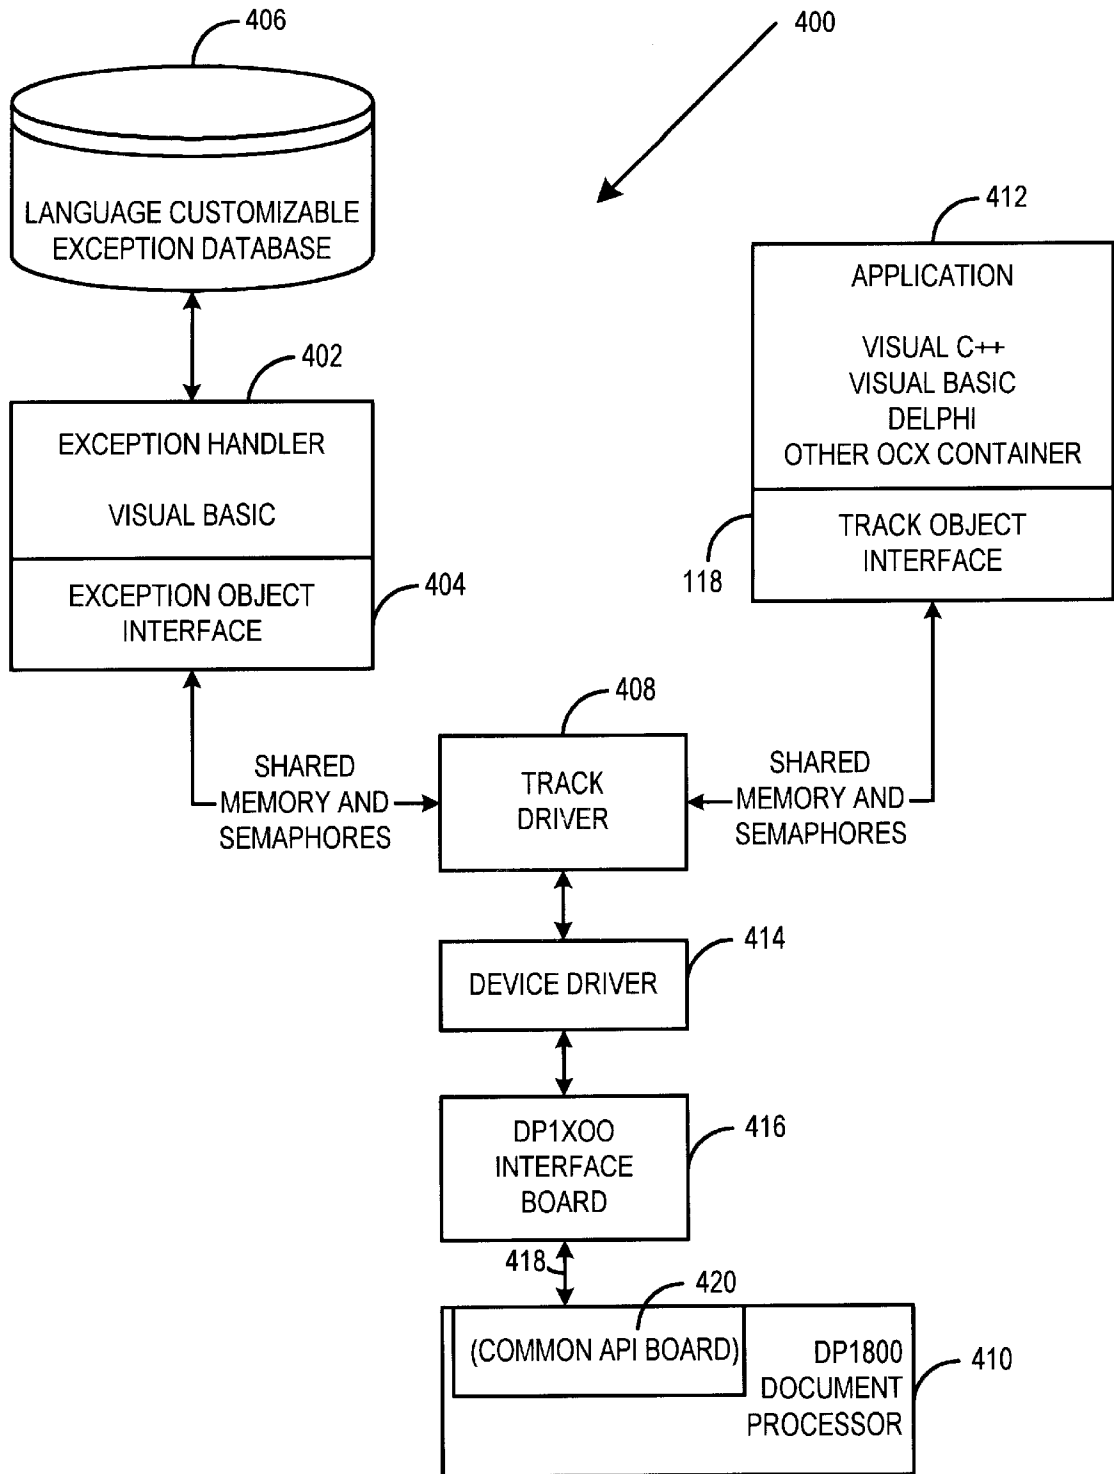 406
400
LANGUAGE CUSTOMIZABLE
EXCEPTION DATABASE
412
APPLICATION
VISUAL C++
VISUAL BASIC
DELPHI
OTHER OCX CONTAINER
402
EXCEPTION HANDLER
VISUAL BASIC
TRACK OBJECT
INTERFACE
118
EXCEPTION OBJECT
INTERFACE
404
408
SHARED
MEMORY AND
SEMAPHORES
TRACK
DRIVER
SHARED
MEMORY AND
SEMAPHORES
414
DEVICE DRIVER
DP1XOO
INTERFACE
BOARD
416
418
420
(COMMON API BOARD)
DP1800
DOCUMENT
PROCESSOR
410